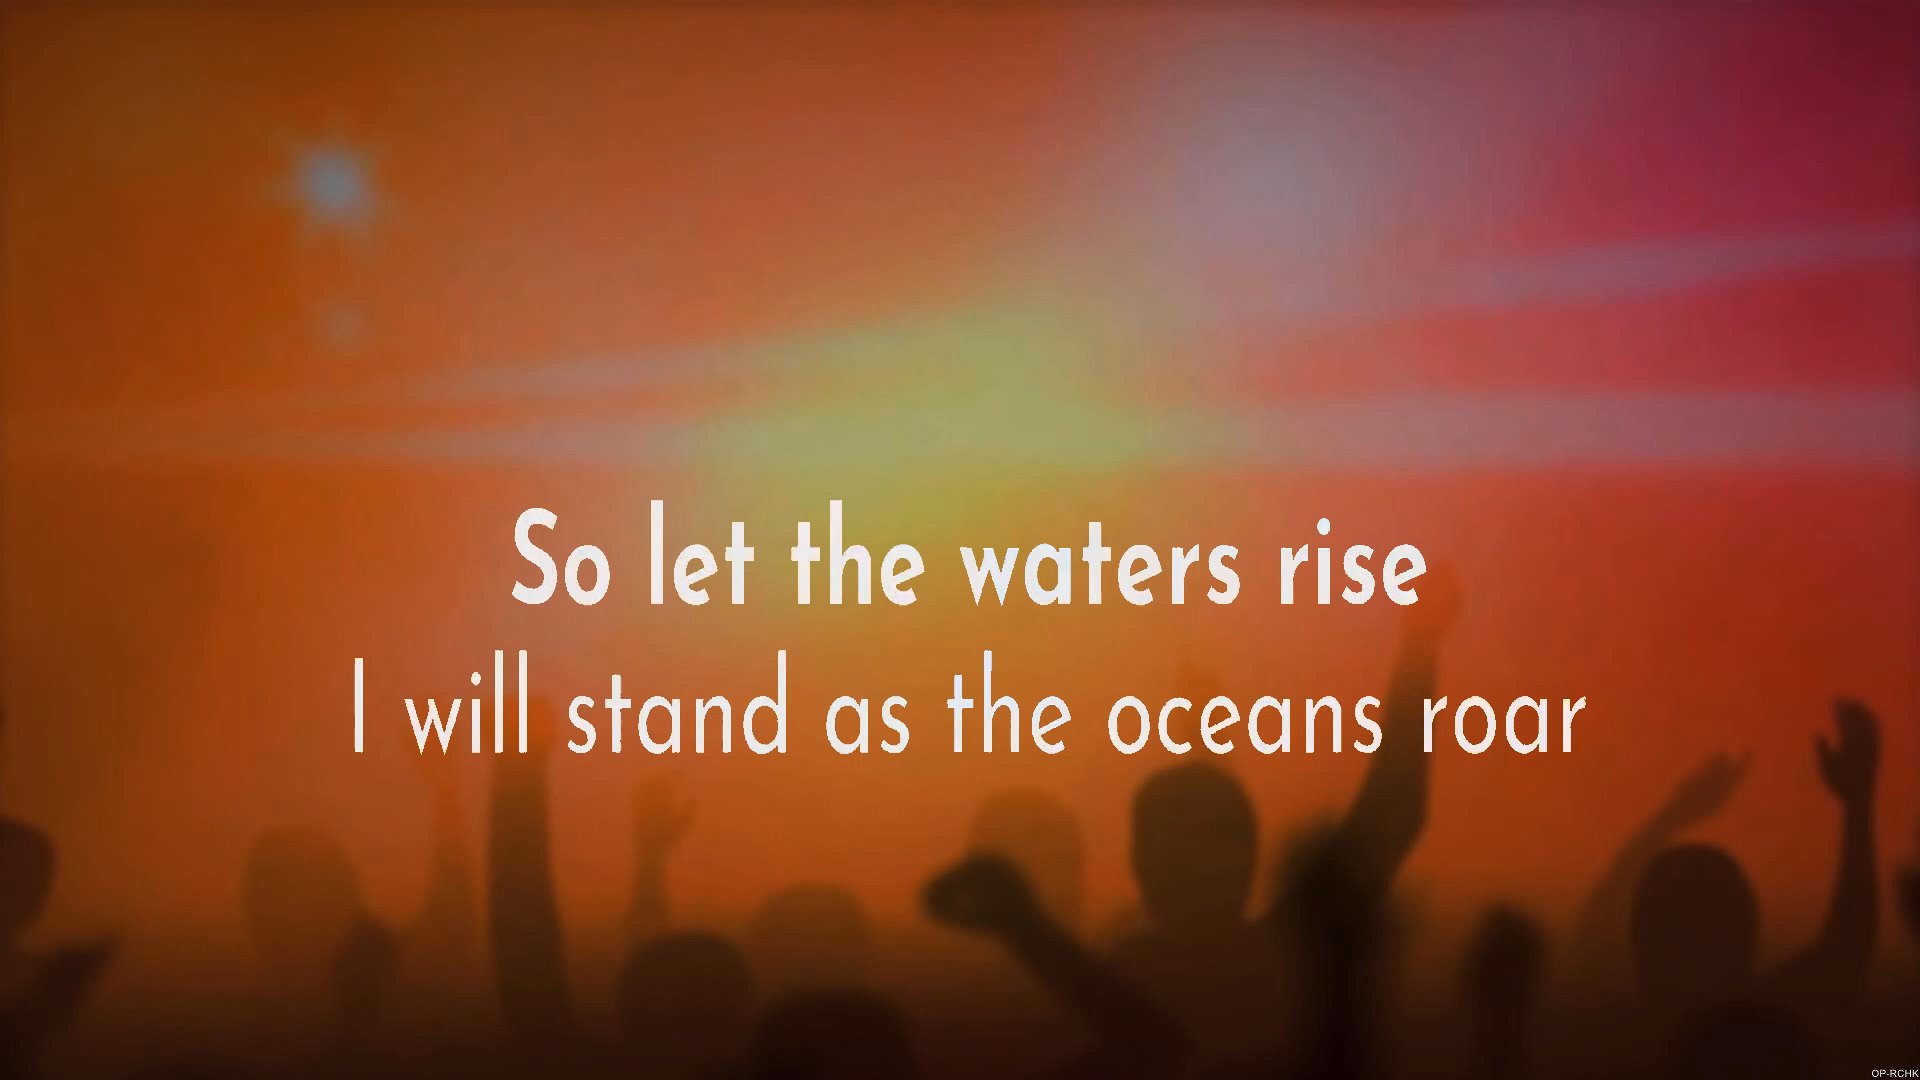 So let the waters rise
I will stand as the oceans roar
OP-RCHK